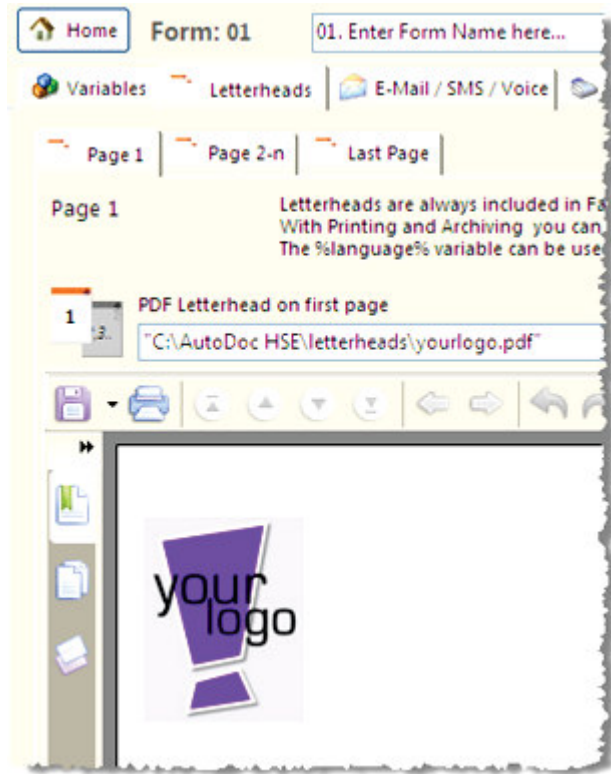 Home Form: 01 01. Enter Form Name here...
Variables Letterheads E-Mail / SMS / Voice
Page 1 Page 2-n Last Page
Page 1 Letterheads are always included in Fa
With Printing and Archiving you can
The %language% variable can be use
1 PDF Letterhead on first page
"C:\AutoDoc HSE\letterheads\yourlogo.pdf"
your
logo